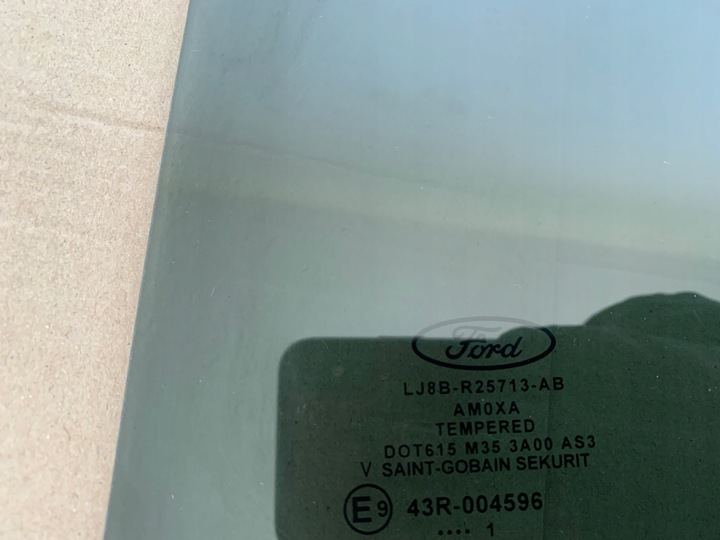 Ford
LJ8B-R25713-AB
AM0XA
TEMPERED
DOT615 M35 3A00 AS3
V SAINT-GOBAIN SEKURIT
E9 43R-004596
.... 1